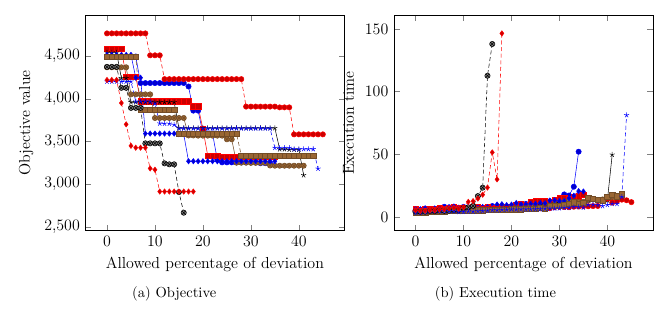 4,500
4,000
3,500
3,000
2,500
Objective value
0 10 20 30 40
Allowed percentage of deviation
(a) Objective
150
100
50
0
Execution time
0 10 20 30 40
Allowed percentage of deviation
(b) Execution time